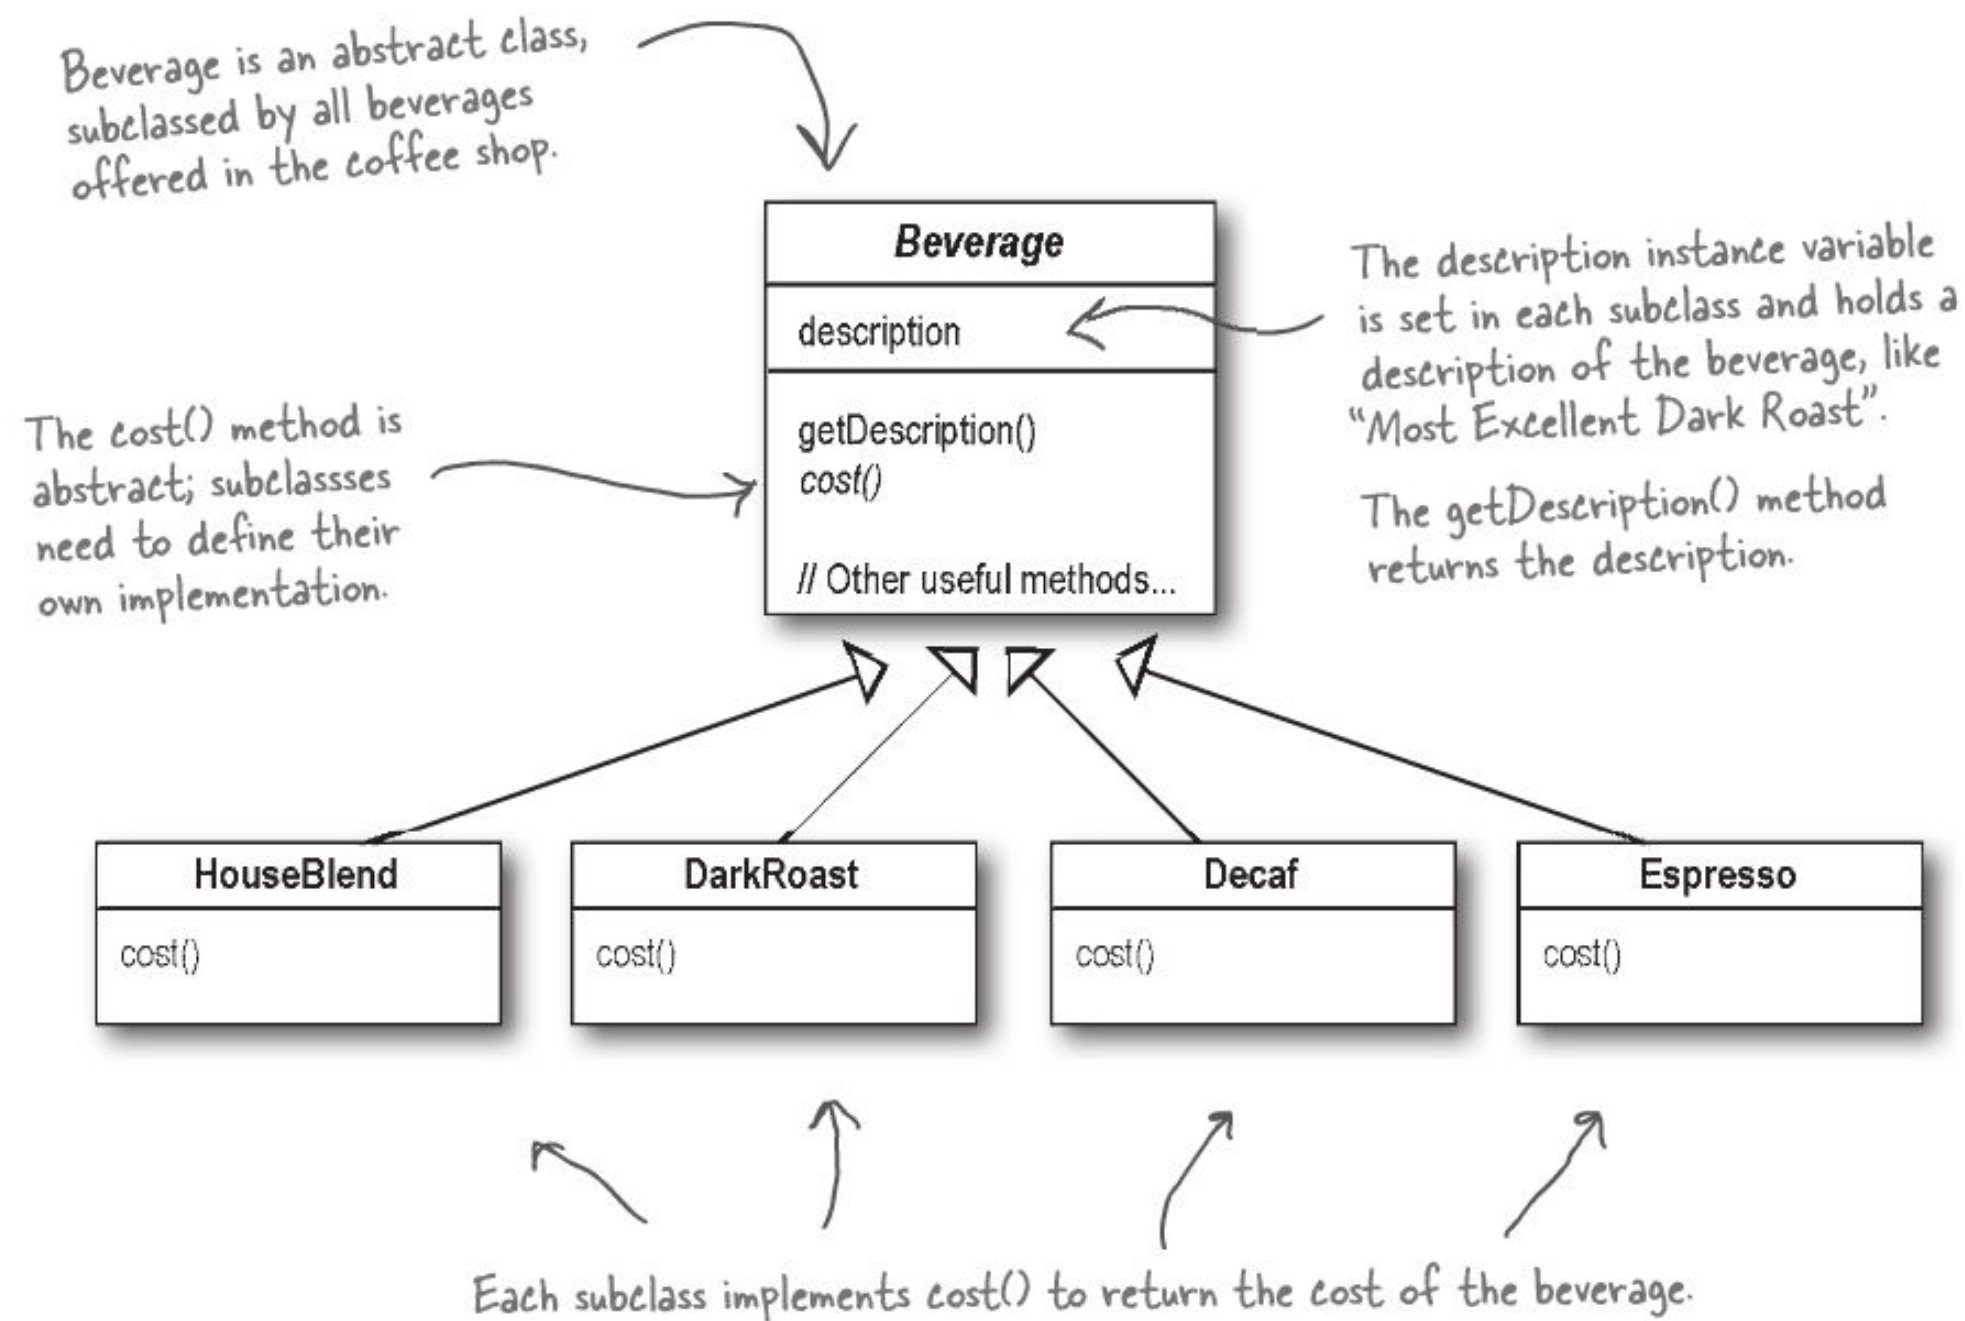 Beverage is an abstract class,
subclassed by all beverages
offered in the coffee shop.
Beverage
description
The description instance variable
is set in each subclass and holds a
description of the beverage, like
“Most Excellent Dark Roast”.
The cost() method is
abstract; subclassses
need to define their
own implementation.
getDescription()
cost()
// Other useful methods...
The getDescription() method
returns the description.
HouseBlend
cost()
DarkRoast
cost()
Decaf
cost()
Espresso
cost()
Each subclass implements cost() to return the cost of the beverage.